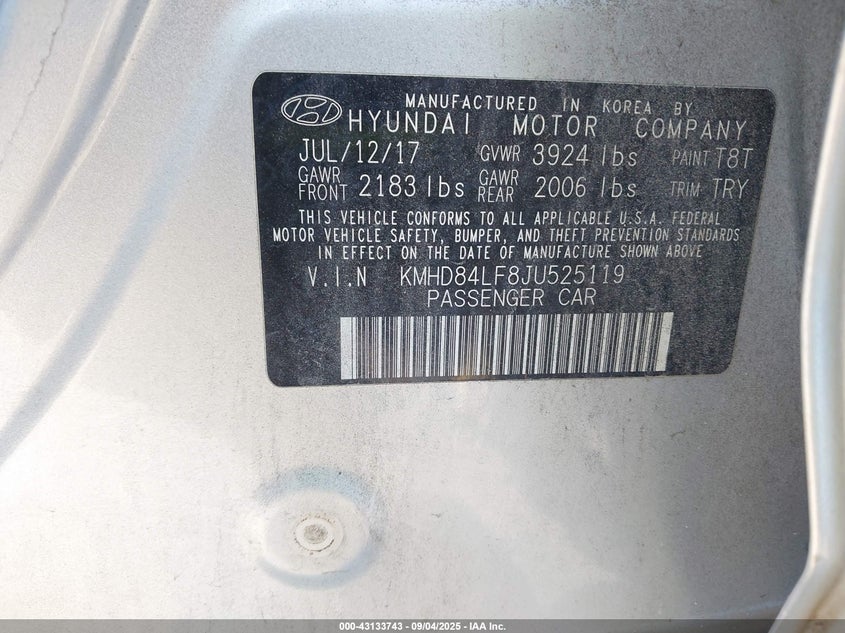 MANUFACTURED IN KOREA BY
HYUNDAI MOTOR COMPANY
JUL/12/17 GVWR 3924 lbs PAINT T8T
GAWR FRONT 2183 lbs GAWR REAR 2006 lbs TRIM TRY
THIS VEHICLE CONFORMS TO ALL APPLICABLE U.S.A. FEDERAL
MOTOR VEHICLE SAFETY, BUMPER, AND THEFT PREVENTION STANDARDS
IN EFFECT ON THE DATE OF MANUFACTURE SHOWN ABOVE
V.I.N KMHD84LF8JU525119
PASSENGER CAR
000-43133743 - 09/04/2025 - IAA Inc.